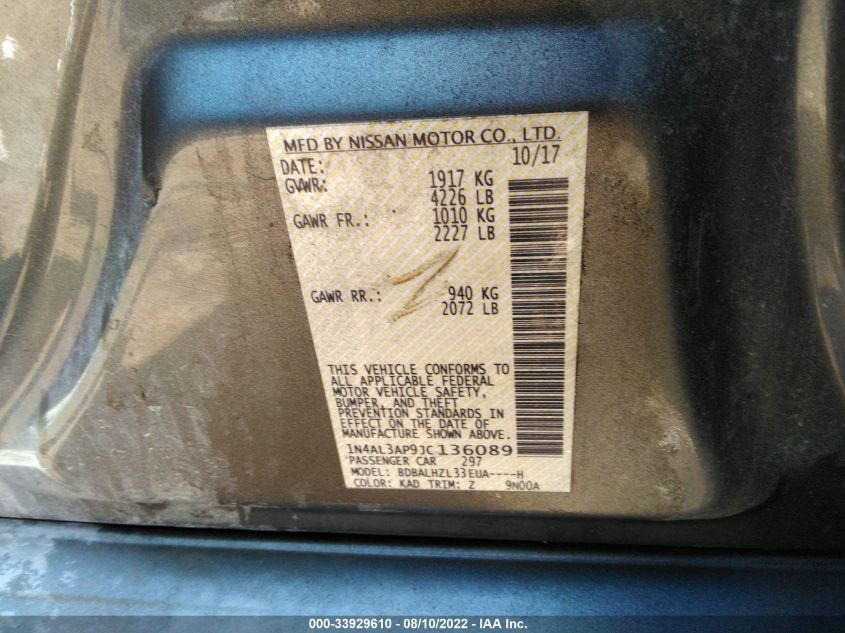 MFD BY NISSAN MOTOR CO., LTD.
DATE: 10/17
GVWR: 1917 KG
4226 LB
GAWR FR.: 1010 KG
2227 LB
GAWR RR.: 940 KG
2072 LB
THIS VEHICLE CONFORMS TO
ALL APPLICABLE FEDERAL
MOTOR VEHICLE SAFETY,
BUMPER, AND THEFT
PREVENTION STANDARDS IN
EFFECT ON THE DATE OF
MANUFACTURE SHOWN ABOVE.
1N4AL3AP9JC136089
PASSENGER CAR 297
MODEL: BDBALHZL33EUA----H
COLOR: KAD TRIM: Z 9N00A
000-33929610 - 08/10/2022 - IAA Inc.